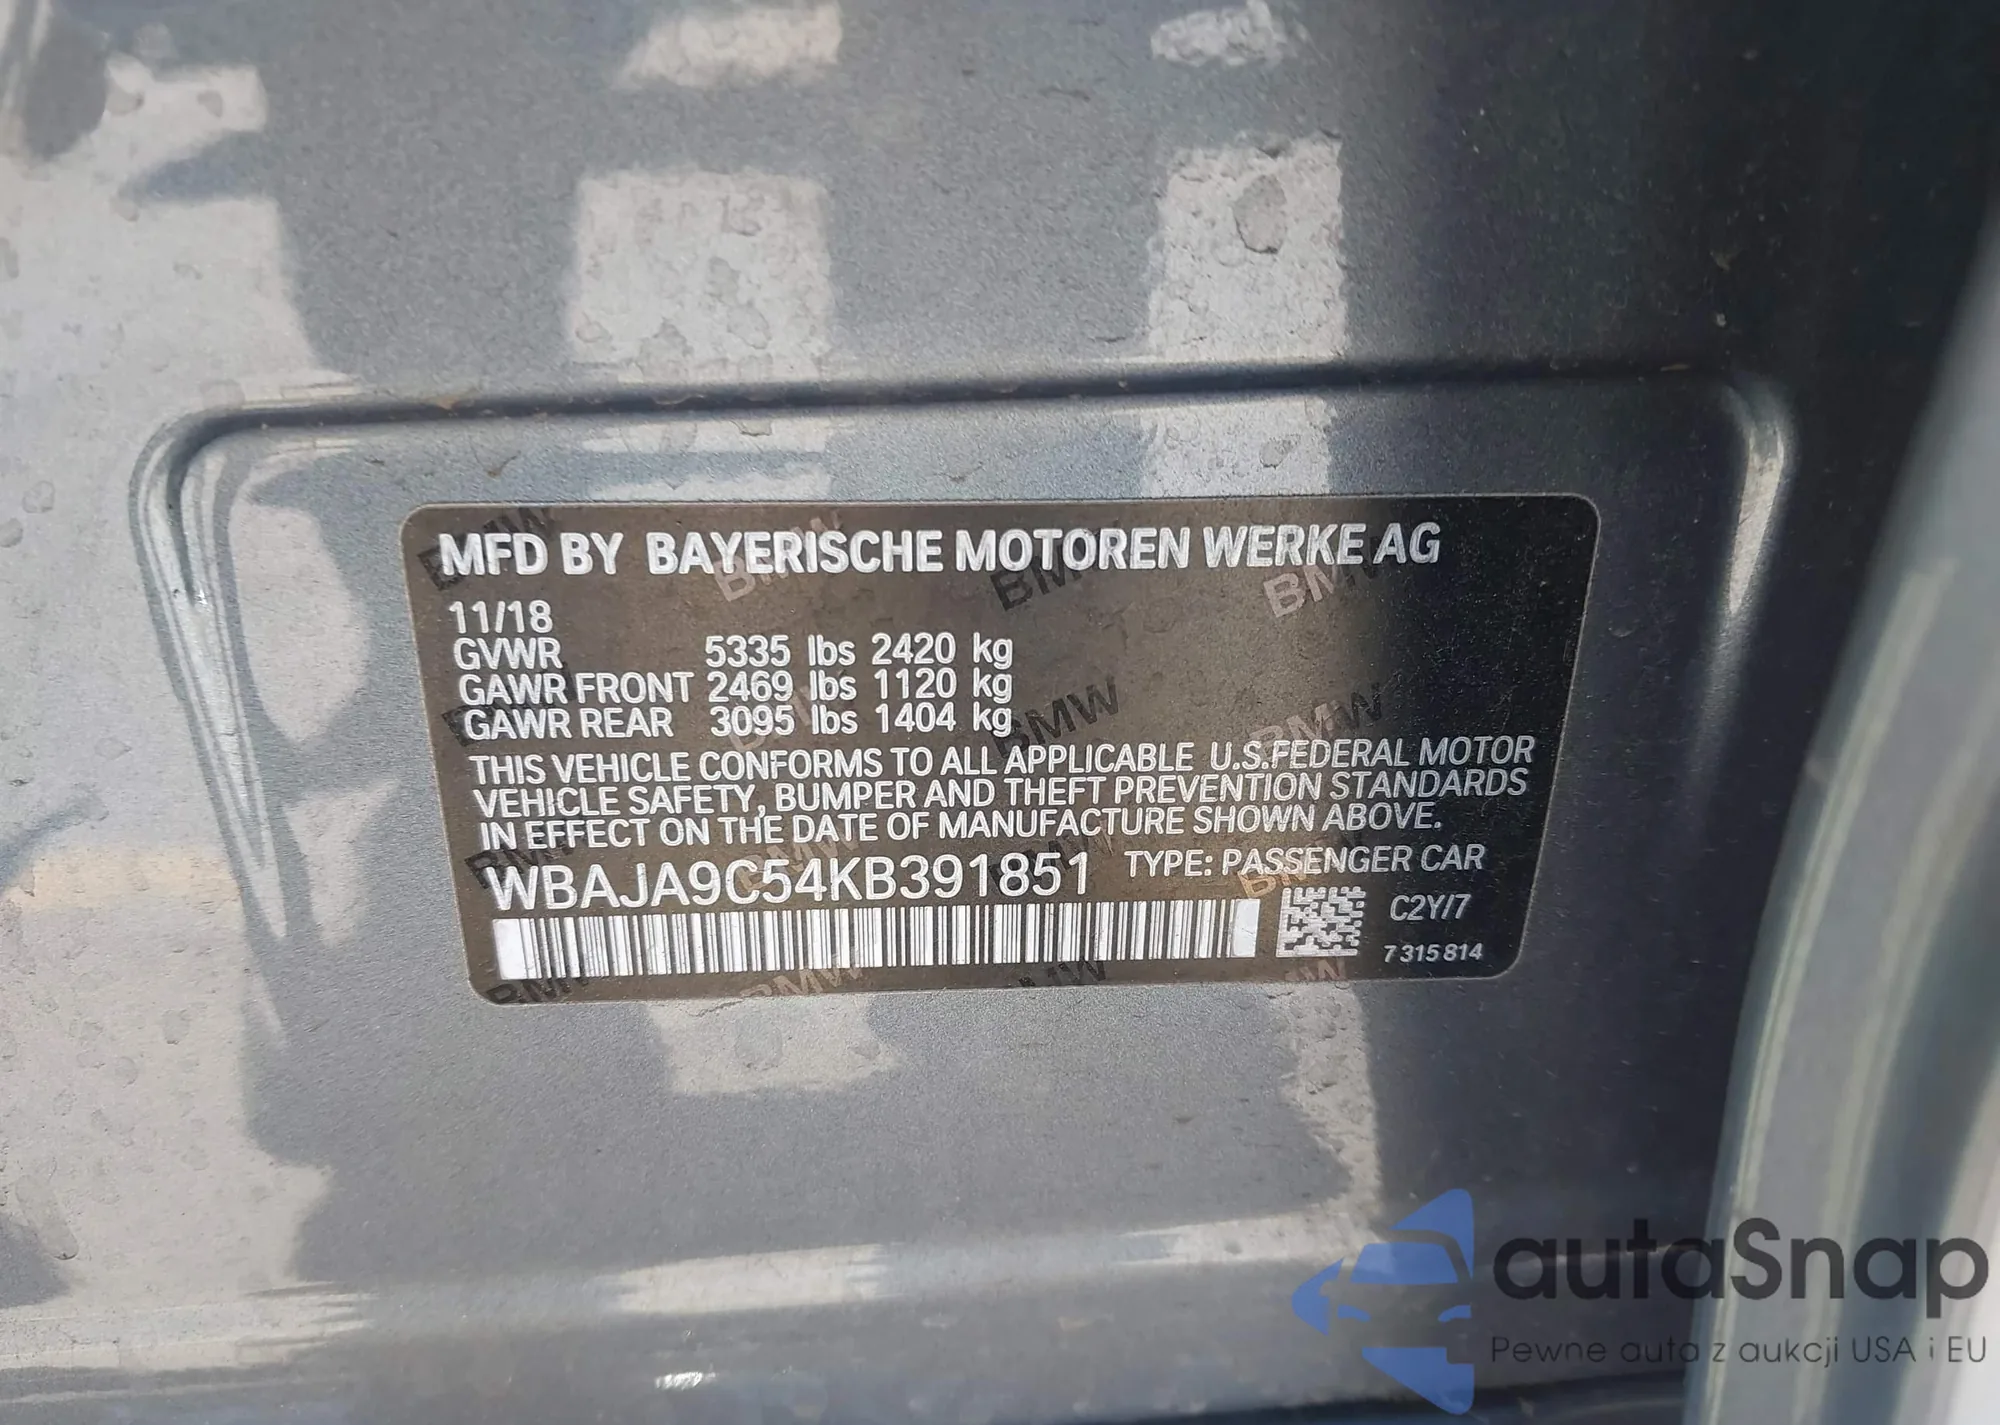 MFD BY BAYERISCHE MOTOREN WERKE AG
11/18
GVWR 5335 lbs 2420 kg
GAWR FRONT 2469 lbs 1120 kg
GAWR REAR 3095 lbs 1404 kg
THIS VEHICLE CONFORMS TO ALL APPLICABLE U.S.FEDERAL MOTOR
VEHICLE SAFETY, BUMPER AND THEFT PREVENTION STANDARDS
IN EFFECT ON THE DATE OF MANUFACTURE SHOWN ABOVE.
WBAJA9C54KB391851 TYPE: PASSENGER CAR
C2Y/7
7 315 814
autaSnap
Pewne auta z aukcji USA i EU